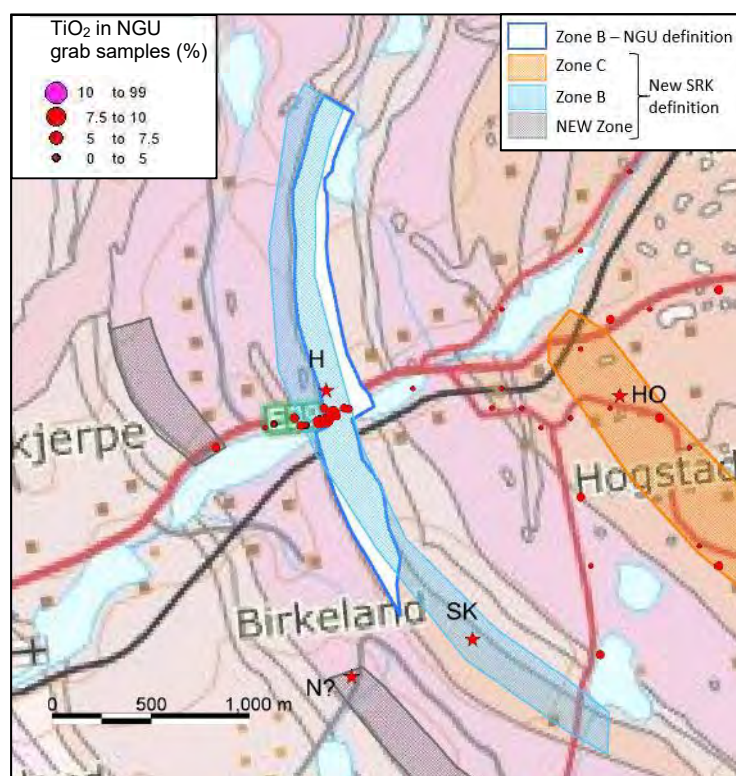 TiO₂ in NGU
grab samples (%)
10 to 99
7.5 to 10
5 to 7.5
0 to 5
Zone B – NGU definition
Zone C
Zone B
NEW Zone
New SRK
definition
H
HO
kjerpe
Hogstad
Birkeland
SK
N?
0 500 1,000 m